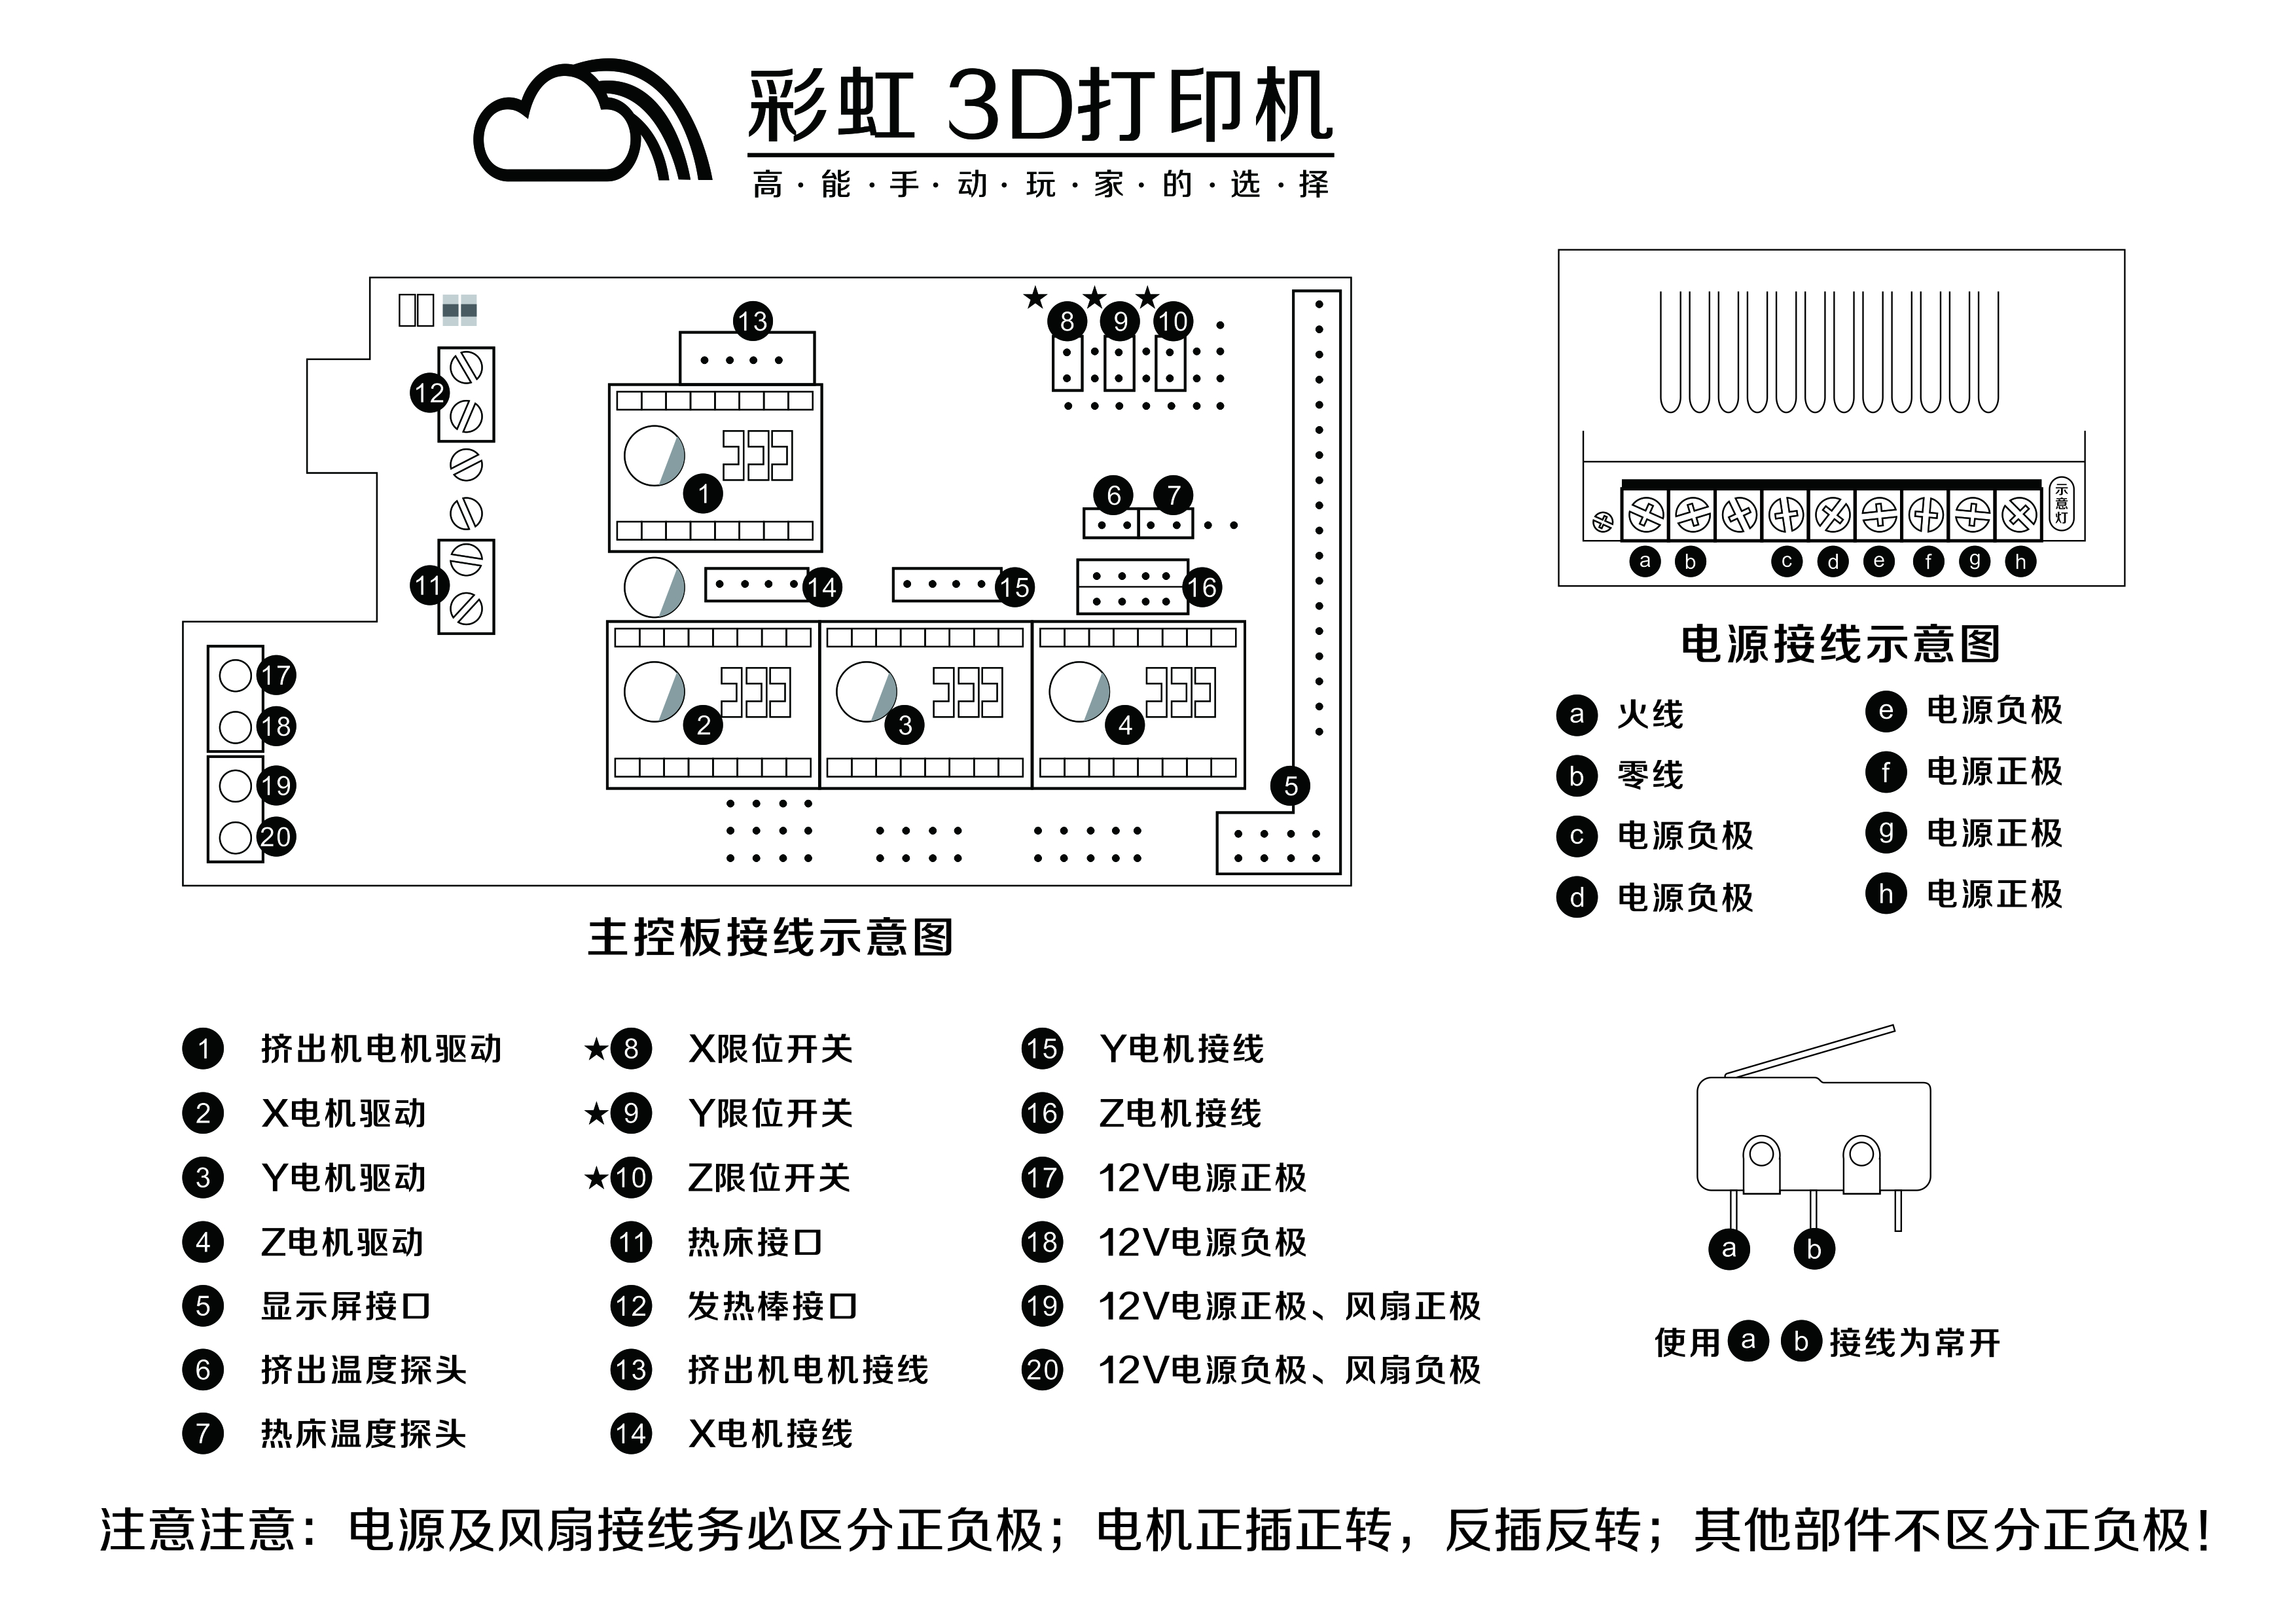 彩虹 3D打印机
高·能·手·动·玩·家·的·选·择
13
8
9
10
12
1
6
7
11
14
15
16
17
18
2
3
4
19
5
20
主控板接线示意图
示意灯
a b c d e f g h
电源接线示意图
a 火线
b 零线
c 电源负极
d 电源负极
e 电源负极
f 电源正极
g 电源正极
h 电源正极
1 挤出机电机驱动
2 X电机驱动
3 Y电机驱动
4 Z电机驱动
5 显示屏接口
6 挤出温度探头
7 热床温度探头
★8 X限位开关
★9 Y限位开关
★10 Z限位开关
11 热床接口
12 发热棒接口
13 挤出机电机接线
14 X电机接线
15 Y电机接线
16 Z电机接线
17 12V电源正极
18 12V电源负极
19 12V电源正极、风扇正极
20 12V电源负极、风扇负极
a b
使用 a b 接线为常开
注意注意：电源及风扇接线务必区分正负极；电机正插正转，反插反转；其他部件不区分正负极！